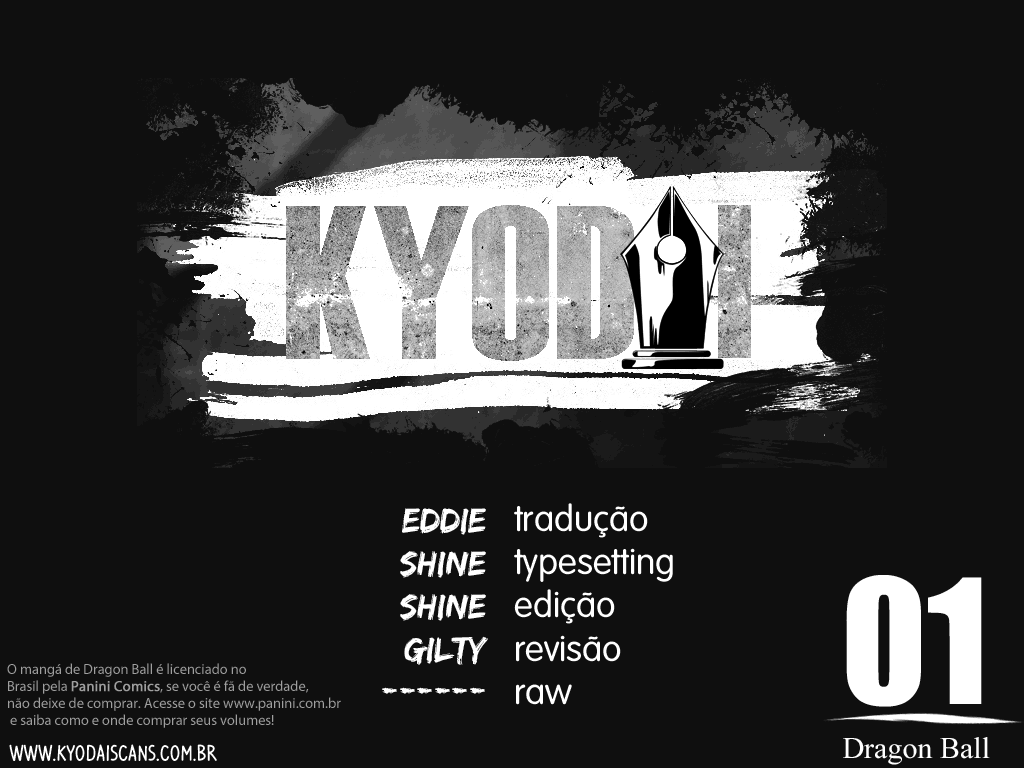 KYODAI
EDDIE tradução
SHINE typesetting
SHINE edição
GILTY revisão
------ raw
O mangá de Dragon Ball é licenciado no
Brasil pela Panini Comics, se você é fã de verdade,
não deixe de comprar. Acesse o site www.panini.com.br
e saiba como e onde comprar seus volumes!
WWW.KYODAISCANS.COM.BR
01
Dragon Ball